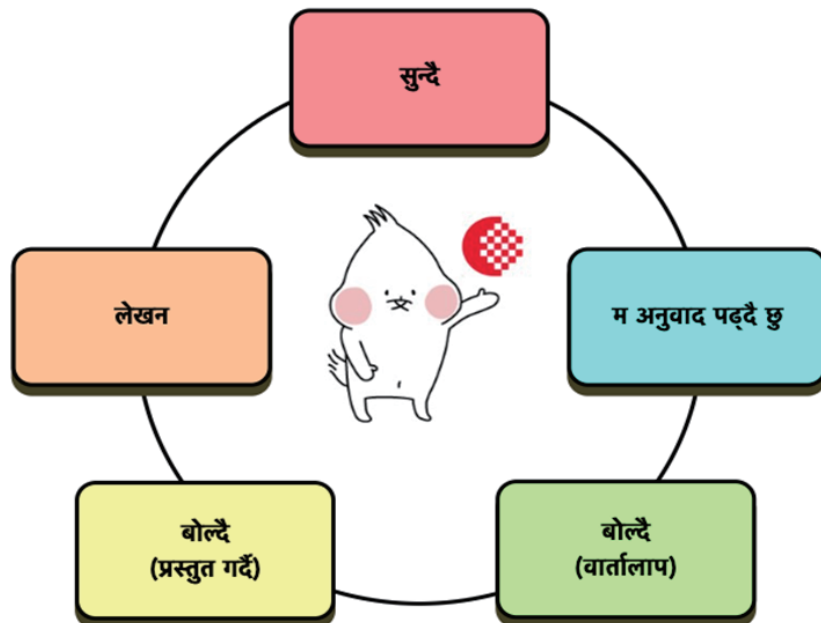 सुन्दै
लेखन
म अनुवाद पढ्दै छु
बोल्दै
(प्रस्तुत गर्दै)
बोल्दै
(वार्तालाप)